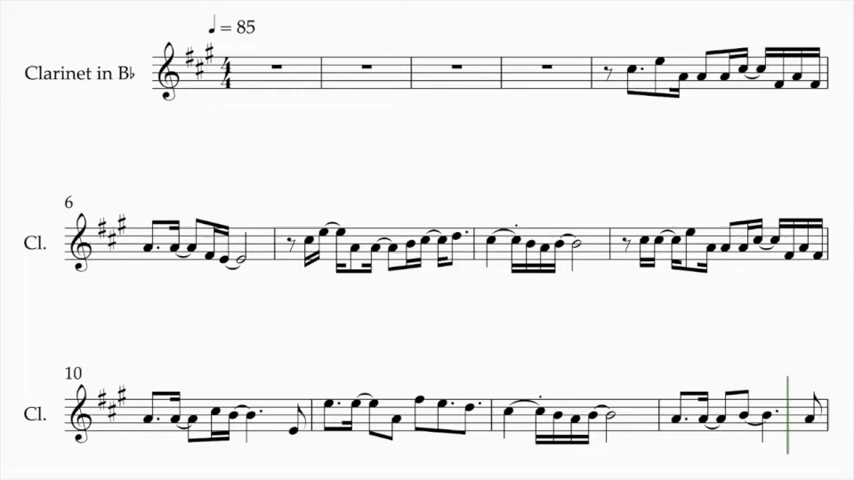 ♩ = 85
Clarinet in B♭
4
4
6
Cl.
10
Cl.